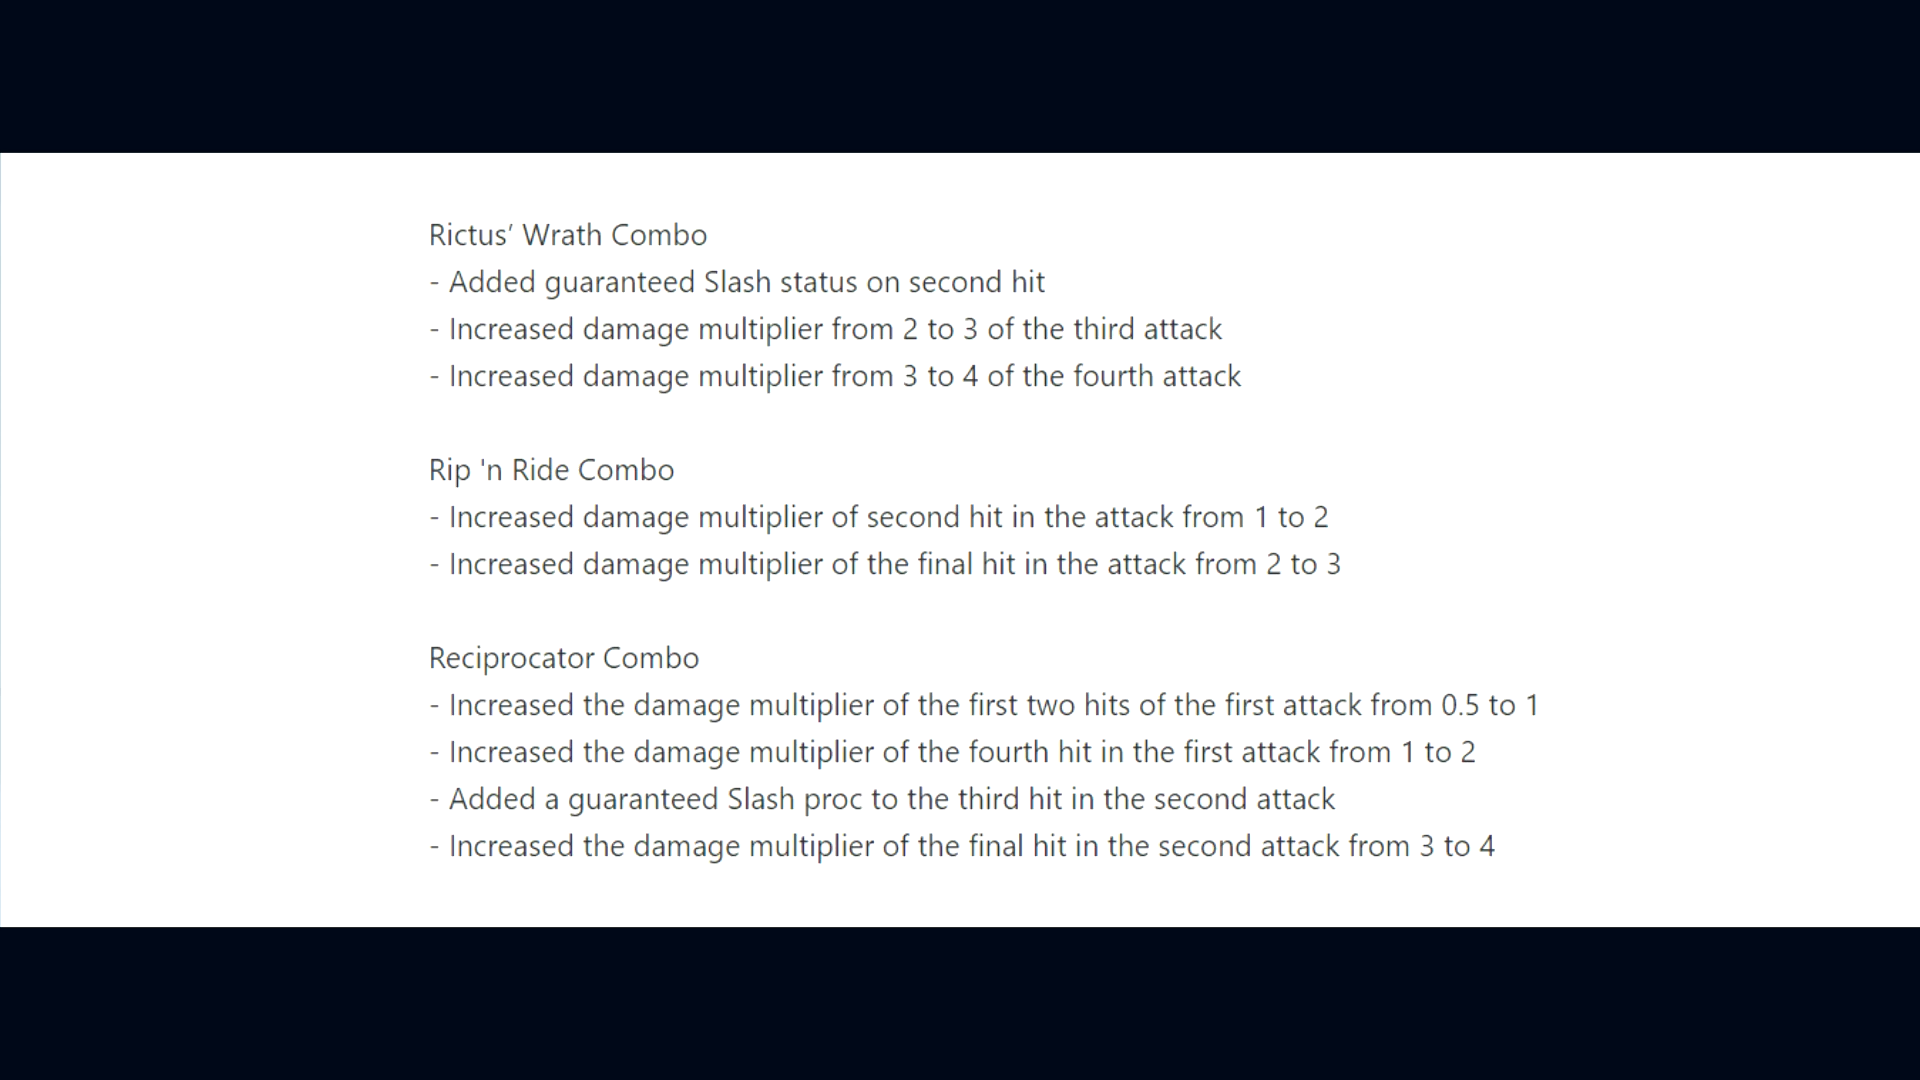 Rictus’ Wrath Combo
- Added guaranteed Slash status on second hit
- Increased damage multiplier from 2 to 3 of the third attack
- Increased damage multiplier from 3 to 4 of the fourth attack
Rip 'n Ride Combo
- Increased damage multiplier of second hit in the attack from 1 to 2
- Increased damage multiplier of the final hit in the attack from 2 to 3
Reciprocator Combo
- Increased the damage multiplier of the first two hits of the first attack from 0.5 to 1
- Increased the damage multiplier of the fourth hit in the first attack from 1 to 2
- Added a guaranteed Slash proc to the third hit in the second attack
- Increased the damage multiplier of the final hit in the second attack from 3 to 4